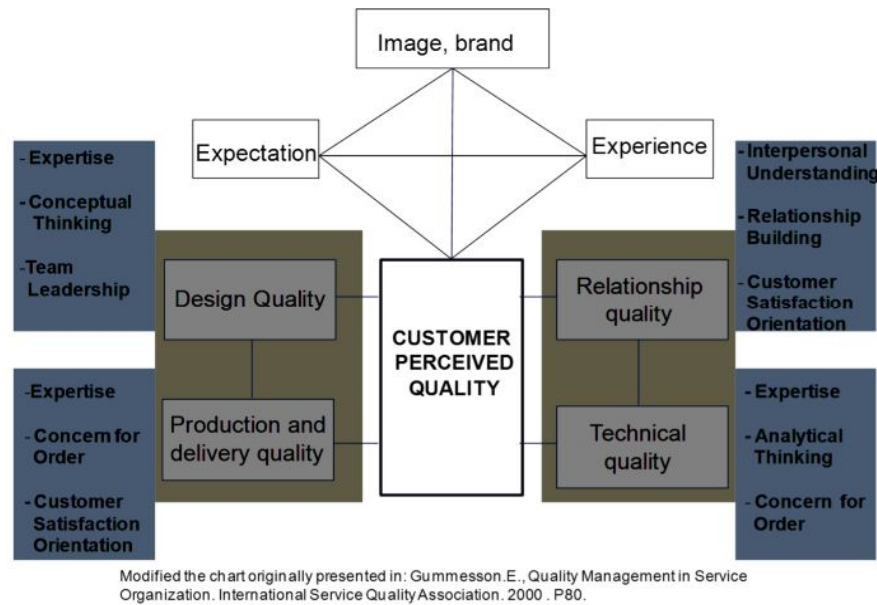 Image, brand
Expectation
Experience
-Expertise
-Conceptual
Thinking
-Team
Leadership
- Interpersonal
Understanding
- Relationship
Building
- Customer
Satisfaction
Orientation
Design Quality
Relationship
quality
CUSTOMER
PERCEIVED
QUALITY
-Expertise
- Concern for
Order
- Customer
Satisfaction
Orientation
Production and
delivery quality
Technical
quality
- Expertise
- Analytical
Thinking
- Concern for
Order
Modified the chart originally presented in: Gummesson.E., Quality Management in Service
Organization. International Service Quality Association. 2000 . P80.